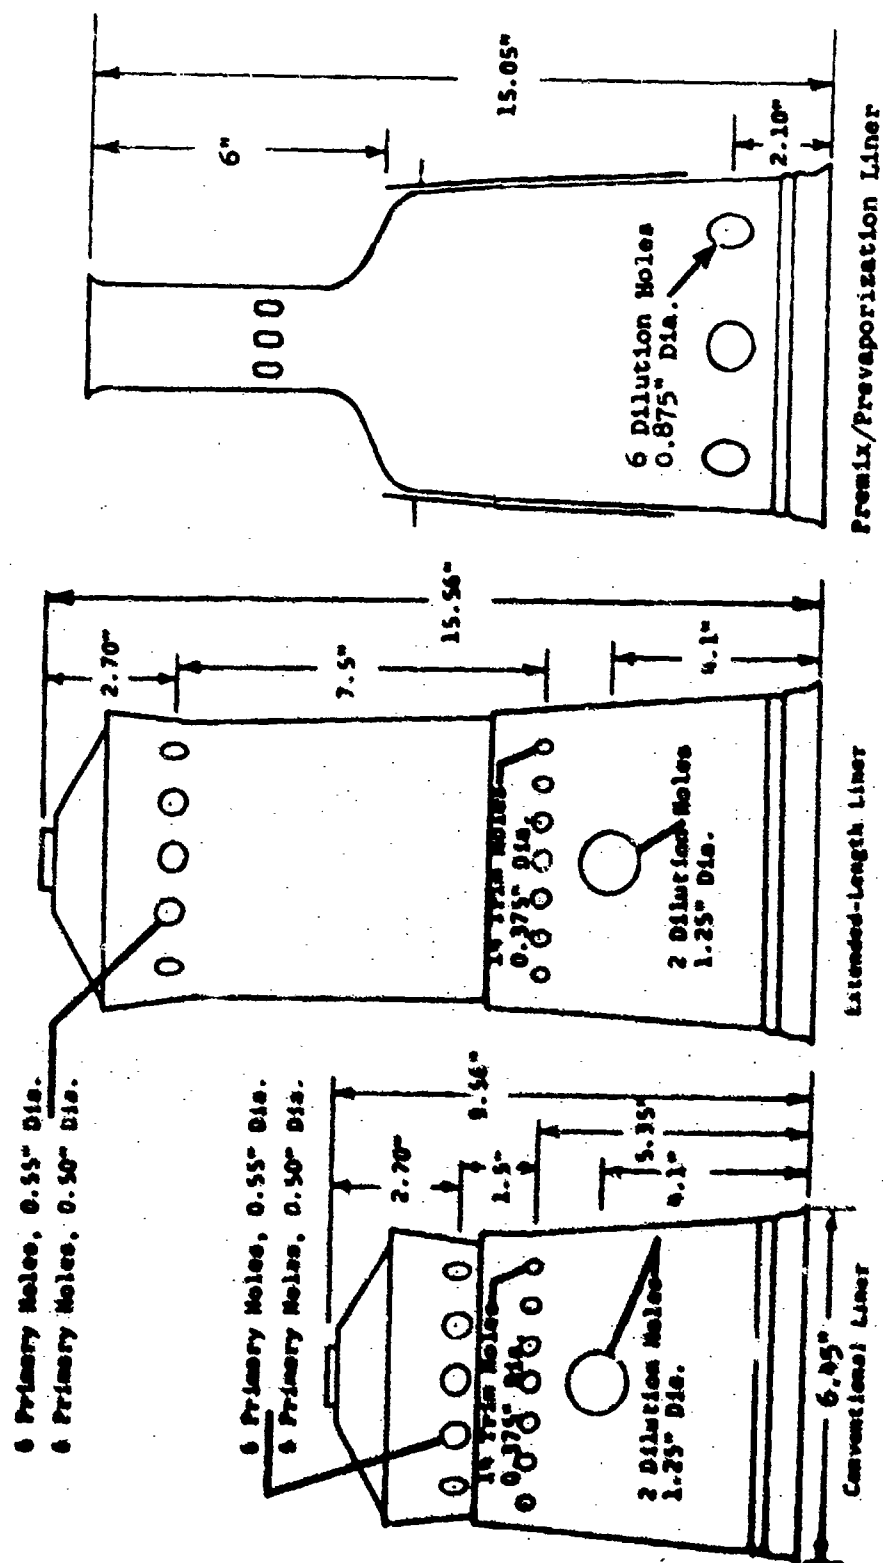 6 Primary Holes, 0.55" Dia.
6 Primary Holes, 0.50" Dia.
6 Primary Holes, 0.55" Dia.
6 Primary Holes, 0.50" Dia.
2.70"
1.5"
9.56"
5.35"
4.1"
14 Trim Holes
0.375" Dia.
2 Dilution Holes
1.25" Dia.
6.45"
Conventional Liner
2.70"
7.5"
15.56"
4.1"
14 Trim Holes
0.375" Dia.
2 Dilution Holes
1.25" Dia.
Extended-Length Liner
6"
15.05"
2.10"
6 Dilution Holes
0.875" Dia.
Premix/Prevaporization Liner